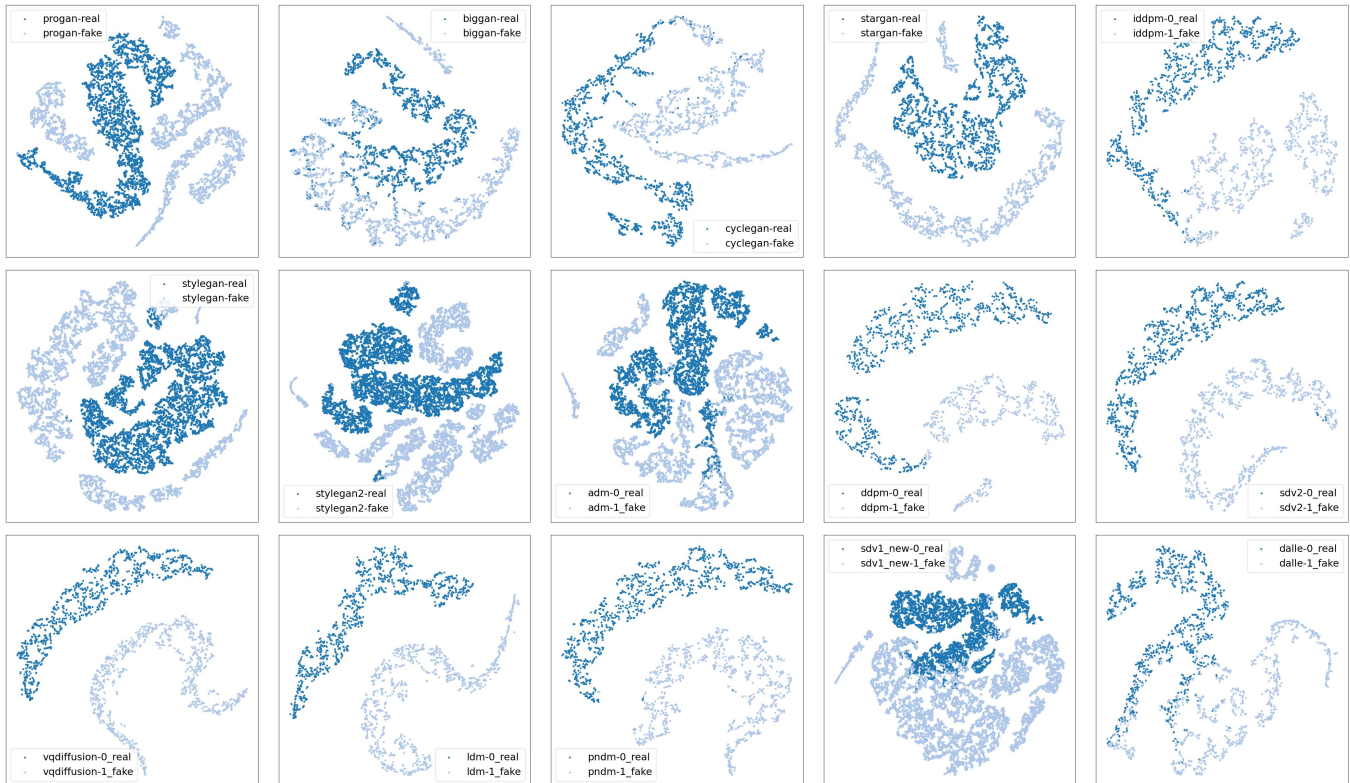 progan-real
progan-fake
biggan-real
biggan-fake
cyclegan-real
cyclegan-fake
stargan-real
stargan-fake
iddpm-0_real
iddpm-1_fake
stylegan-real
stylegan-fake
stylegan2-real
stylegan2-fake
adm-0_real
adm-1_fake
ddpm-0_real
ddpm-1_fake
sdv2-0_real
sdv2-1_fake
vqdiffusion-0_real
vqdiffusion-1_fake
ldm-0_real
ldm-1_fake
pndm-0_real
pndm-1_fake
sdv1_new-0_real
sdv1_new-1_fake
dalle-0_real
dalle-1_fake